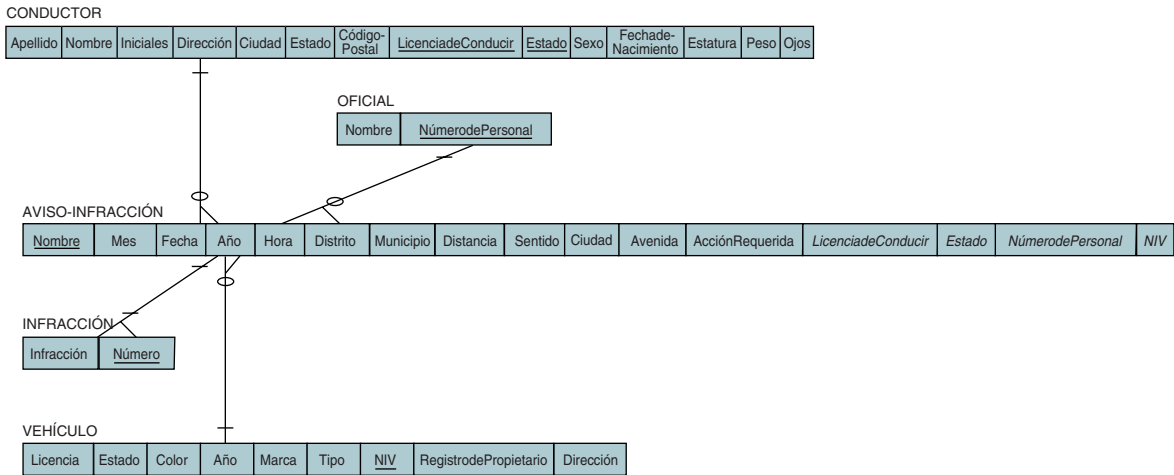 CONDUCTOR
Apellido Nombre Iniciales Dirección Ciudad Estado Código-Postal LicenciadeConducir Estado Sexo Fechade-Nacimiento Estatura Peso Ojos
OFICIAL
Nombre NúmerodePersonal
AVISO-INFRACCIÓN
Nombre Mes Fecha Año Hora Distrito Municipio Distancia Sentido Ciudad Avenida AcciónRequerida LicenciadeConducir Estado NúmerodePersonal NIV
INFRACCIÓN
Infracción Número
VEHÍCULO
Licencia Estado Color Año Marca Tipo NIV RegistrodePropietario Dirección